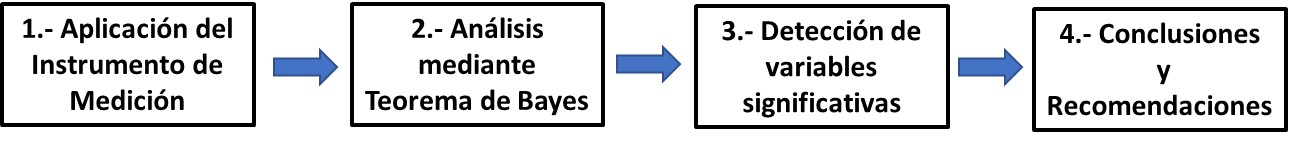 1.- Aplicación del
Instrumento de
Medición
2.- Análisis
mediante
Teorema de Bayes
3.- Detección de
variables
significativas
4.- Conclusiones
y
Recomendaciones